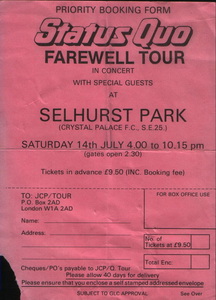 PRIORITY BOOKING FORM
Status Quo
FAREWELL TOUR
IN CONCERT
WITH SPECIAL GUESTS
AT
SELHURST PARK
(CRYSTAL PALACE F.C., S.E.25.)
SATURDAY 14th JULY 4.00 to 10.15 pm
(gates open 2.30)
Tickets in advance £9.50 (INC. Booking fee)
TO: JCP/TOUR
P.O. Box 2AD
London W1A 2AD
FOR BOX OFFICE USE
Name:
Address:
No. of
Tickets at £9.50
Total Enc:
Cheques/PO's payable to JCP/Q Tour
Please allow 40 days for delivery
Please ensure that you enclose a self stamped addressed envelope
SUBJECT TO GLC APPROVAL
See Over